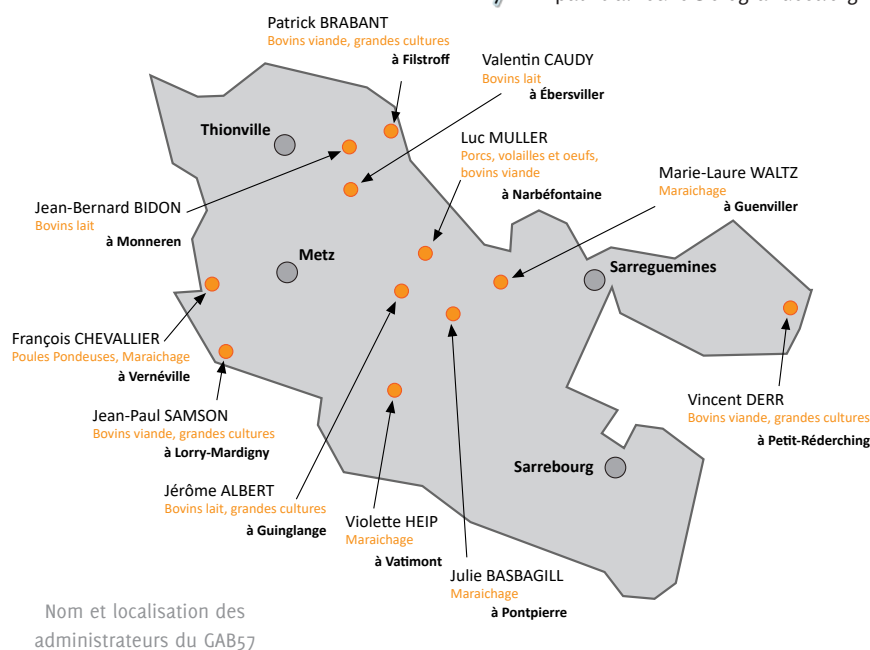 Patrick BRABANT
Bovins viande, grandes cultures
à Filstroff
Valentin CAUDY
Bovins lait
à Ébersviller
Thionville
Luc MULLER
Porcs, volailles et oeufs,
bovins viande
à Narbéfontaine
Marie-Laure WALTZ
Maraichage
à Guenviller
Jean-Bernard BIDON
Bovins lait
à Monneren
Metz
Sarreguemines
François CHEVALLIER
Poules Pondeuses, Maraichage
à Vernéville
Jean-Paul SAMSON
Bovins viande, grandes cultures
à Lorry-Mardigny
Vincent DERR
Bovins viande, grandes cultures
à Petit-Réderching
Sarrebourg
Jérôme ALBERT
Bovins lait, grandes cultures
à Guinglange
Violette HEIP
Maraichage
à Vatimont
Julie BASBAGILL
Maraichage
à Pontpierre
Nom et localisation des
administrateurs du GAB57